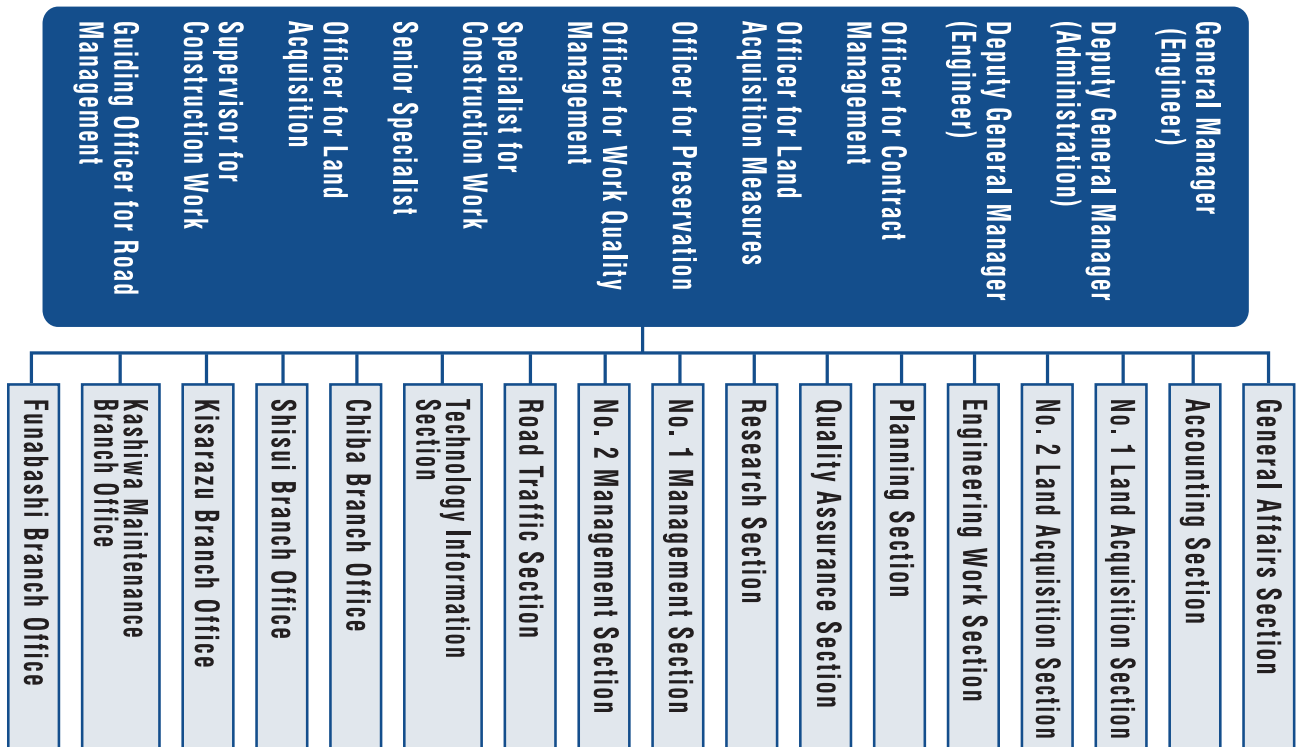 General Manager
(Engineer)
Deputy General Manager
(Administration)
Deputy General Manager
(Engineer)
Officer for Contract
Management
Officer for Land
Acquisition Measures
Officer for Preservation
Officer for Work Quality
Management
Specialist for
Construction Work
Senior Specialist
Officer for Land
Acquisition
Supervisor for
Construction Work
Guiding Officer for Road
Management
General Affairs Section
Accounting Section
No. 1 Land Acquisition Section
No. 2 Land Acquisition Section
Engineering Work Section
Planning Section
Quality Assurance Section
Research Section
No. 1 Management Section
No. 2 Management Section
Road Traffic Section
Technology Information
Section
Chiba Branch Office
Shisui Branch Office
Kisarazu Branch Office
Kashiwa Maintenance
Branch Office
Funabashi Branch Office